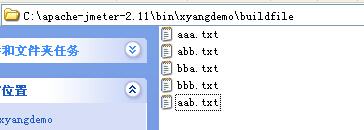 C:\apache-jmeter-2.11\bin\xyangdemo\buildfile
aaa.txt
和文件夹任务
abb.txt
bba.txt
bbb.txt
位置
aab.txt
xyangdemo